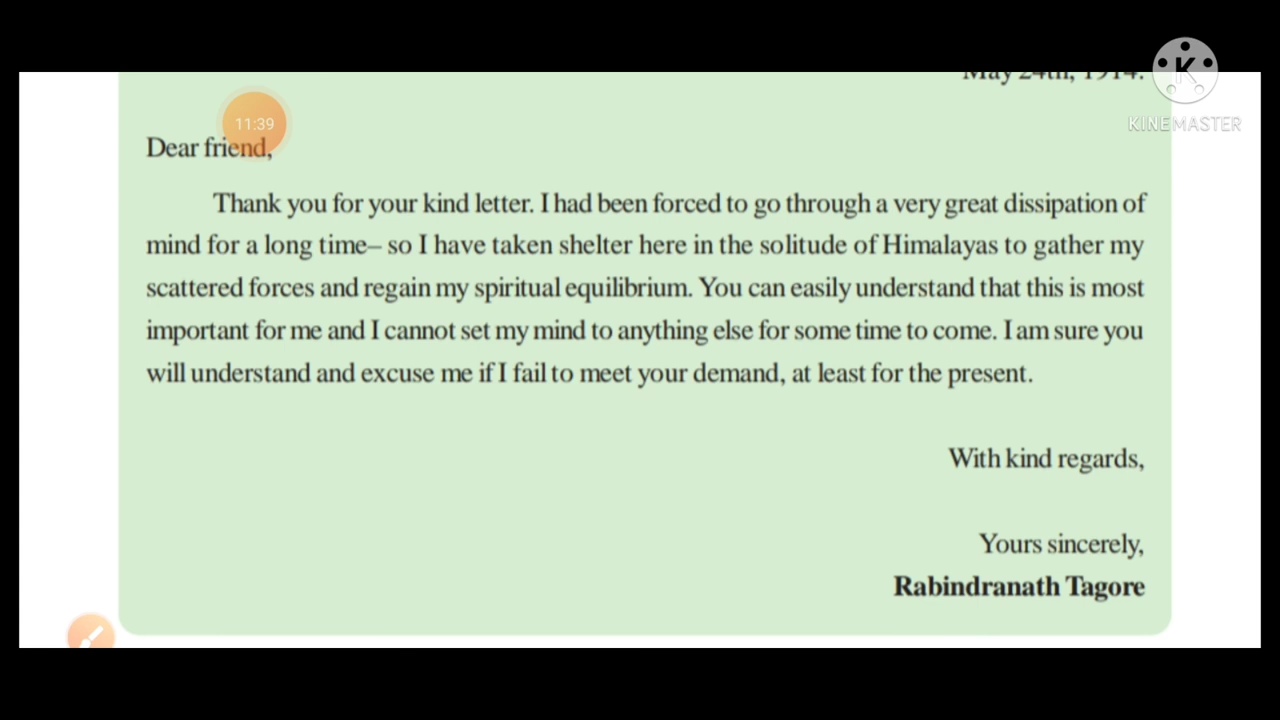 May 24th, 1914.
KINEMASTER
11:39
Dear friend,
Thank you for your kind letter. I had been forced to go through a very great dissipation of
mind for a long time– so I have taken shelter here in the solitude of Himalayas to gather my
scattered forces and regain my spiritual equilibrium. You can easily understand that this is most
important for me and I cannot set my mind to anything else for some time to come. I am sure you
will understand and excuse me if I fail to meet your demand, at least for the present.
With kind regards,
Yours sincerely,
Rabindranath Tagore